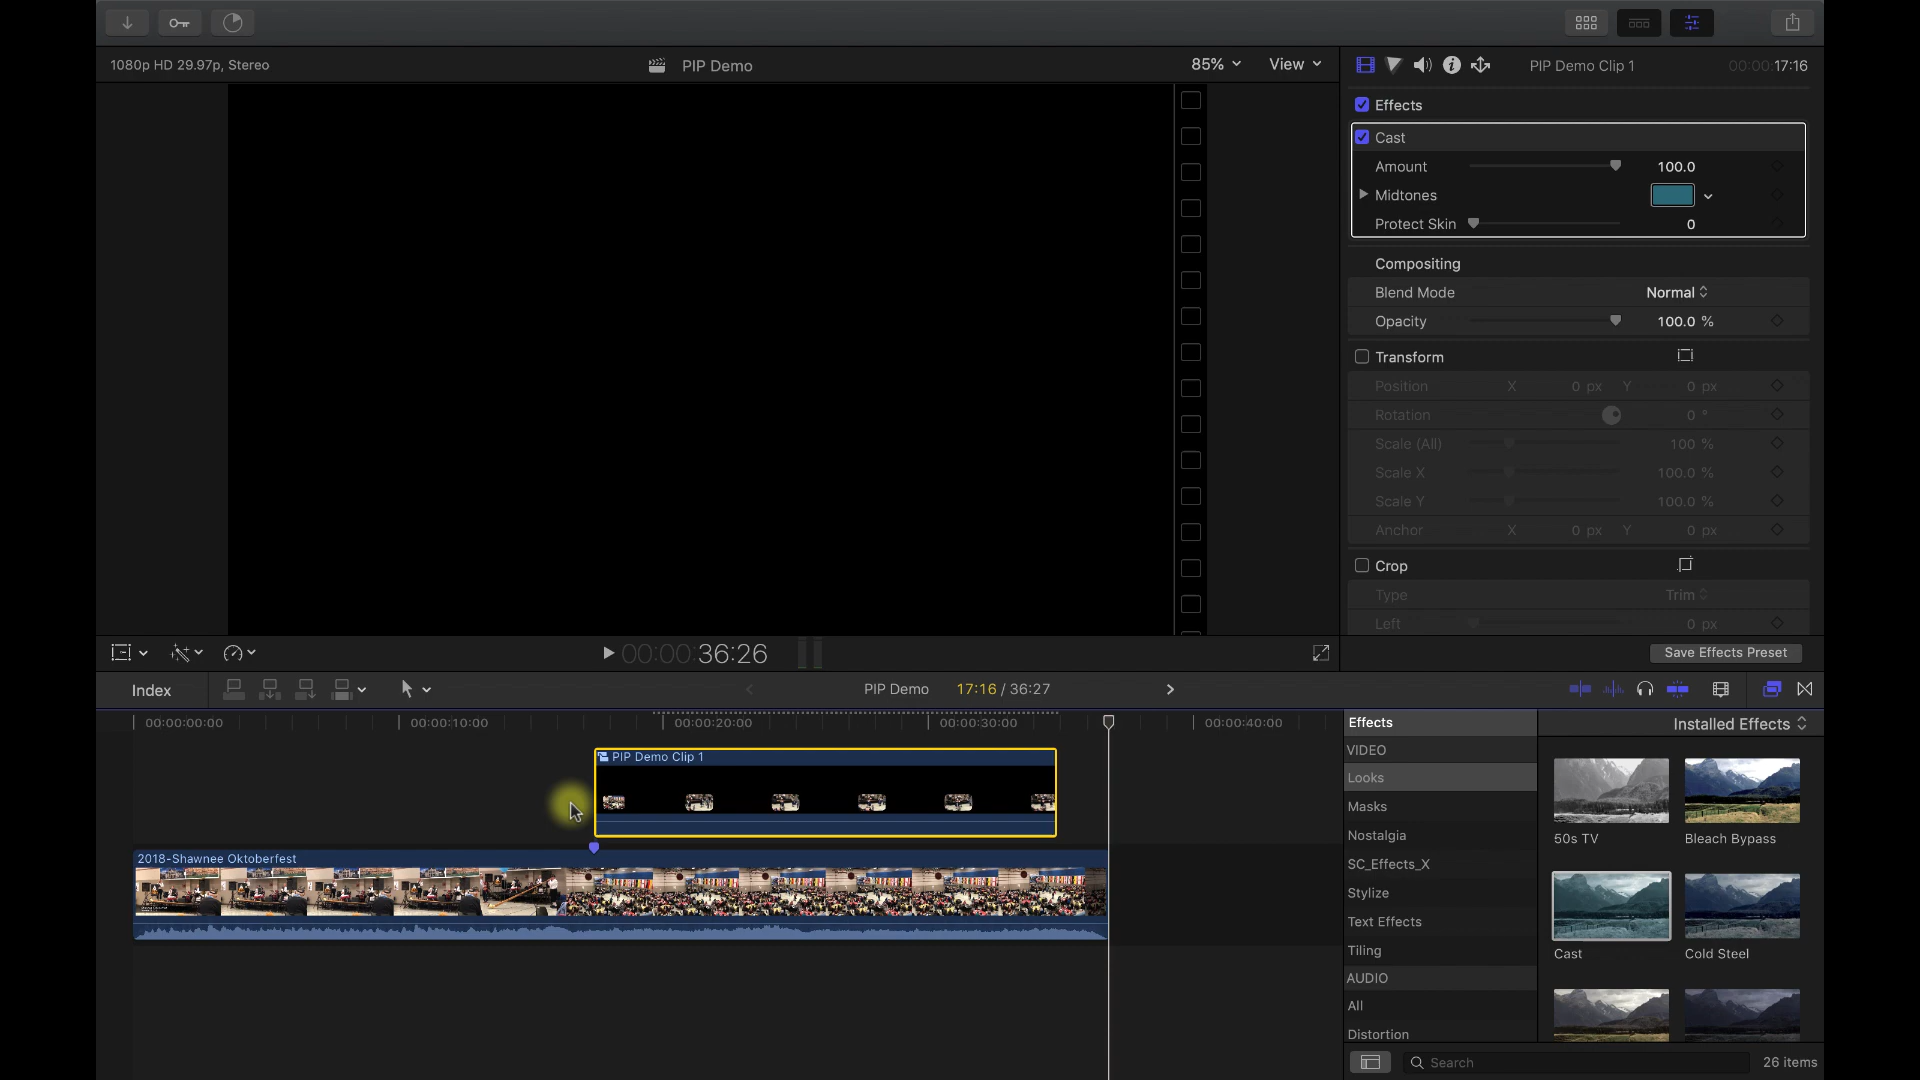 1080p HD 29.97p, Stereo
PIP Demo
85%
View
PIP Demo Clip 1
00:00:17:16
Effects
Cast
Amount 100.0
Midtones
Protect Skin 0
Compositing
Blend Mode Normal
Opacity 100.0 %
Transform
Position X 0 px Y 0 px
Rotation 0 °
Scale (All) 100 %
Scale X 100.0 %
Scale Y 100.0 %
Anchor X 0 px Y 0 px
Crop
Type Trim
Left 0 px
00:00:36:26
Save Effects Preset
Index
PIP Demo 17:16 / 36:27
00:00:00:00
00:00:10:00
00:00:20:00
00:00:30:00
00:00:40:00
PIP Demo Clip 1
2018-Shawnee Oktoberfest
Effects
VIDEO
Looks
Masks
Nostalgia
SC_Effects_X
Stylize
Text Effects
Tiling
AUDIO
All
Distortion
Installed Effects
50s TV
Bleach Bypass
Cast
Cold Steel
Search
26 items